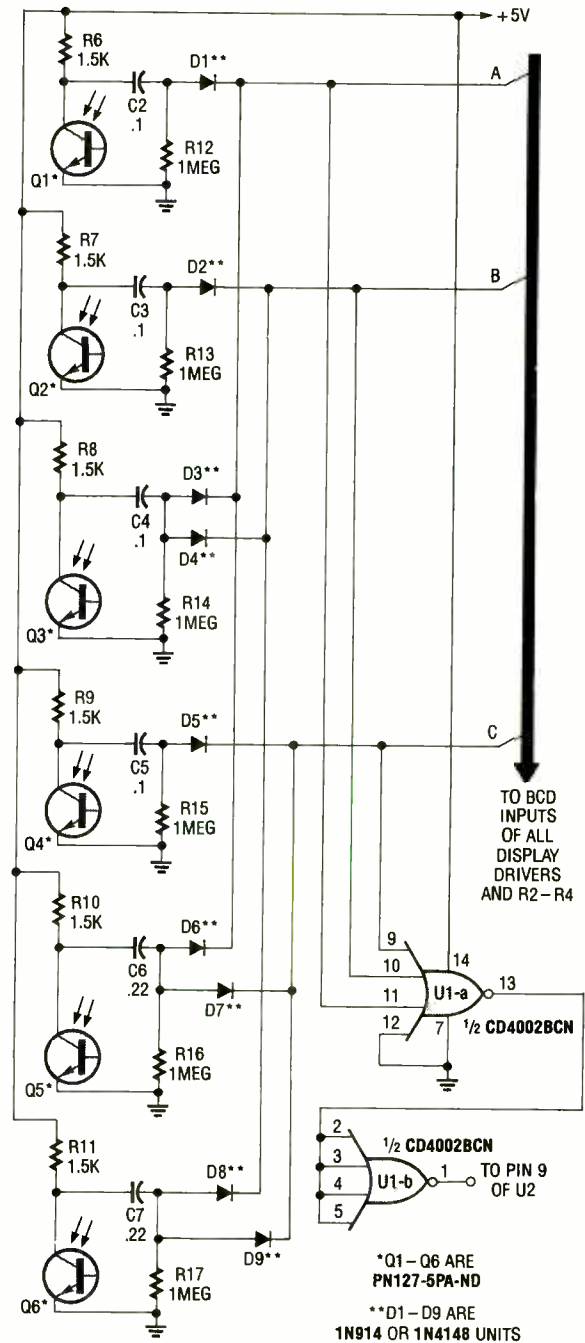 +5V
R6
1.5K
D1**
A
C2
.1
R12
1MEG
Q1*
R7
1.5K
D2**
B
C3
.1
R13
1MEG
Q2*
R8
1.5K
D3**
C4
.1
D4**
R14
1MEG
Q3*
R9
1.5K
D5**
C
C5
.1
R15
1MEG
Q4*
TO BCD
INPUTS
OF ALL
DISPLAY
DRIVERS
AND R2–R4
R10
1.5K
D6**
C6
.22
D7**
R16
1MEG
Q5*
9
10
11
12
14
U1-a
7
13
1/2 CD4002BCN
R11
1.5K
D8**
C7
.22
D9**
R17
1MEG
Q6*
1/2 CD4002BCN
2
3
4
5
U1-b
1
TO PIN 9
OF U2
*Q1–Q6 ARE
PN127-5PA-ND
**D1–D9 ARE
1N914 OR 1N4148 UNITS